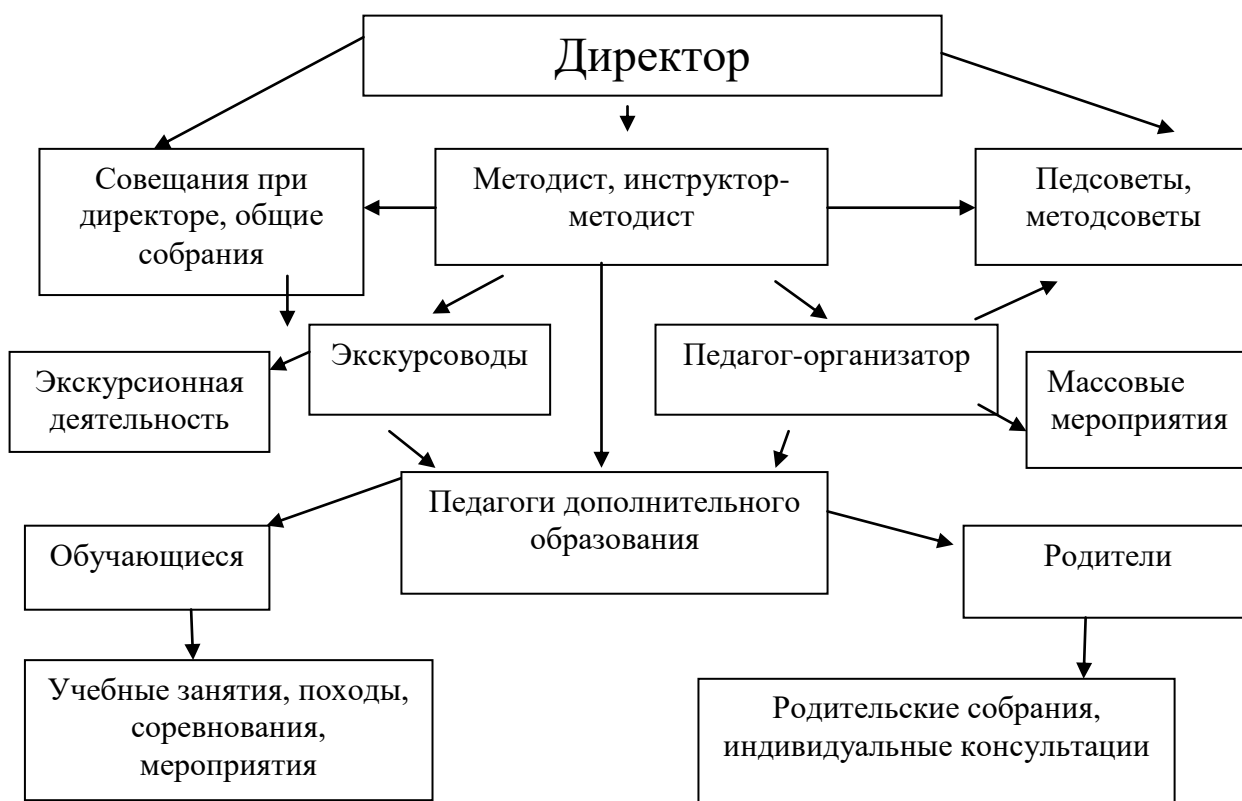 Директор
Совещания при
директоре, общие
собрания
Методист, инструктор-
методист
Педсоветы,
методсоветы
Экскурсионная
деятельность
Экскурсоводы
Педагог-организатор
Массовые
мероприятия
Педагоги дополнительного
образования
Обучающиеся
Родители
Учебные занятия, походы,
соревнования,
мероприятия
Родительские собрания,
индивидуальные консультации